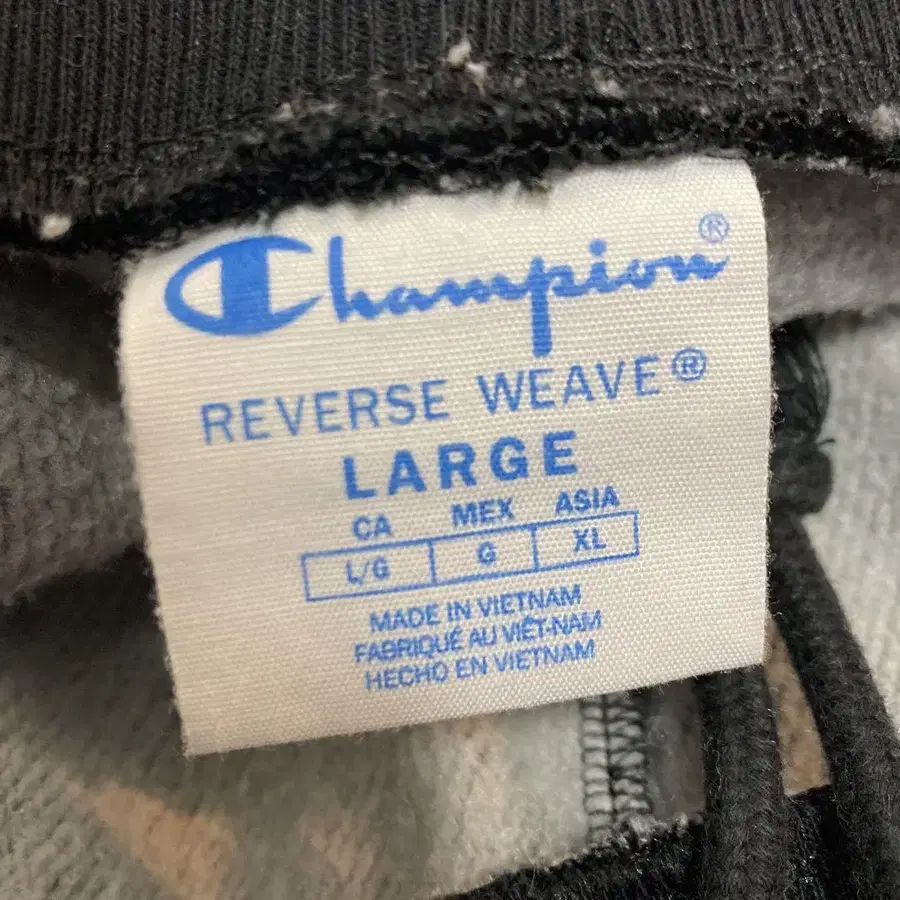 Champion®
REVERSE WEAVE®
LARGE
CA MEX ASIA
L/G G XL
MADE IN VIETNAM
FABRIQUÉ AU VIÊT-NAM
HECHO EN VIETNAM